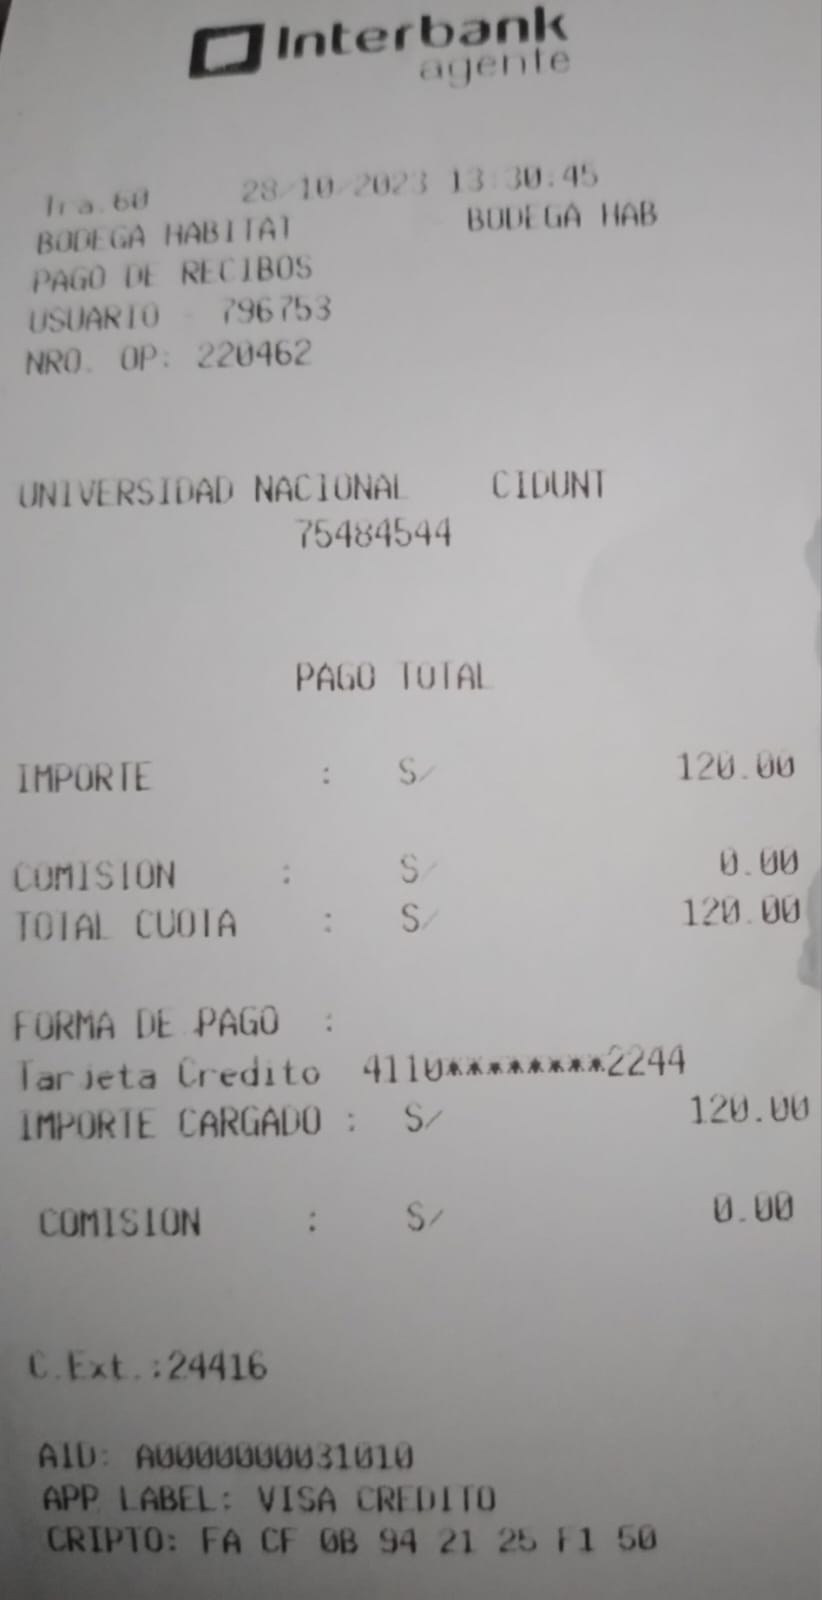 Interbank
agente
Tra.60 28/10/2023 13:30:45
BODEGA HABITAT BODEGA HAB
PAGO DE RECIBOS
USUARIO - 796753
NRO. OP: 220462
UNIVERSIDAD NACIONAL CIDUNT
75484544
PAGO TOTAL
IMPORTE : S/ 120.00
COMISION : S/ 0.00
TOTAL CUOTA : S/ 120.00
FORMA DE PAGO :
Tarjeta Credito 4110********2244
IMPORTE CARGADO : S/ 120.00
COMISION : S/ 0.00
C.Ext.:24416
AID: A0000000031010
APP LABEL: VISA CREDITO
CRIPTO: FA CF 0B 94 21 25 F1 50